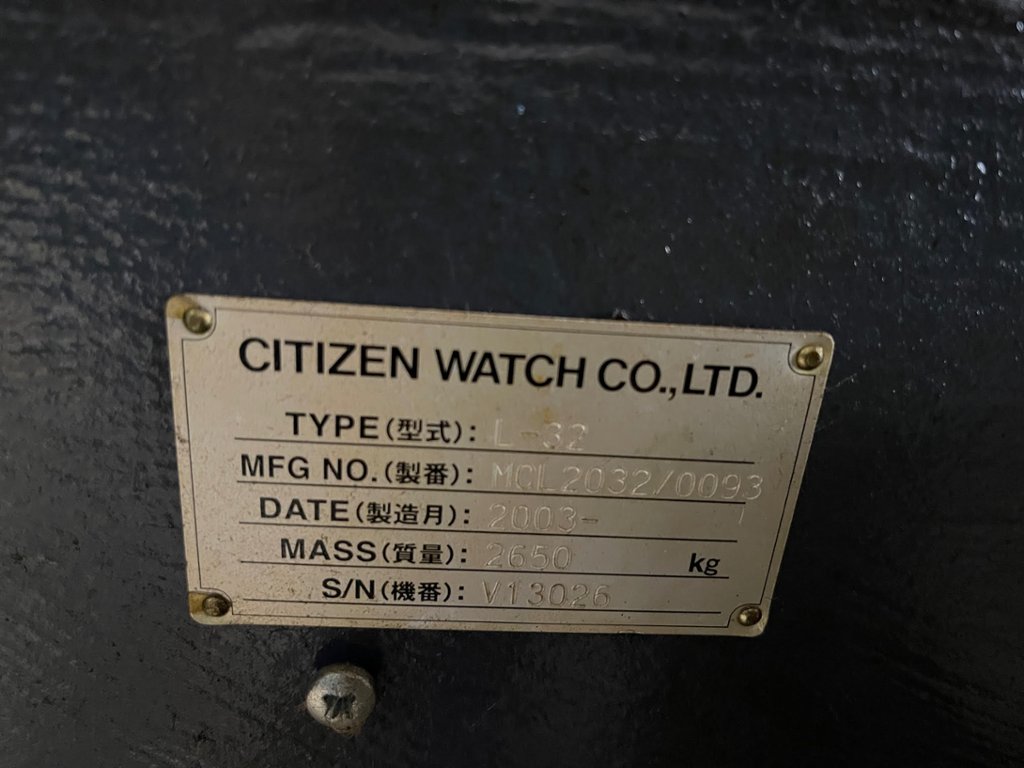 CITIZEN WATCH CO.,LTD.
TYPE(型式): L-32
MFG NO.(製番): MCL2032/0093
DATE(製造月): 2003-
MASS(質量): 2650 kg
S/N(機番): V13026